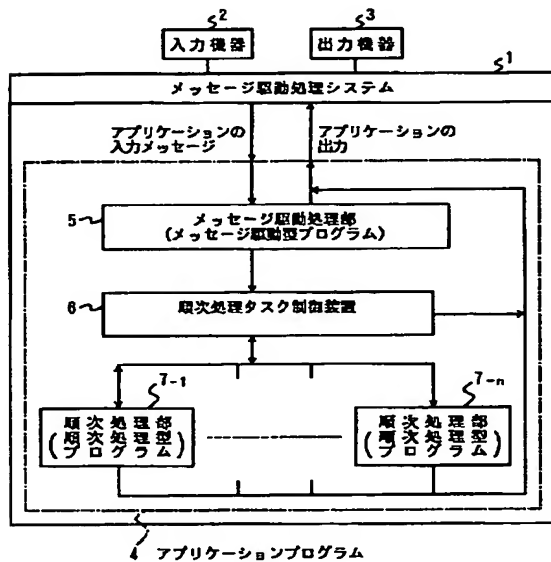 2
3
入力機器
出力機器
1
メッセージ駆動処理システム
アプリケーションの
入力メッセージ
アプリケーションの
出力
5
メッセージ駆動処理部
(メッセージ駆動型プログラム)
6
順次処理タスク制御装置
7-1
7-n
順次処理部
(順次処理型
プログラム)
順次処理部
(順次処理型
プログラム)
4 アプリケーションプログラム